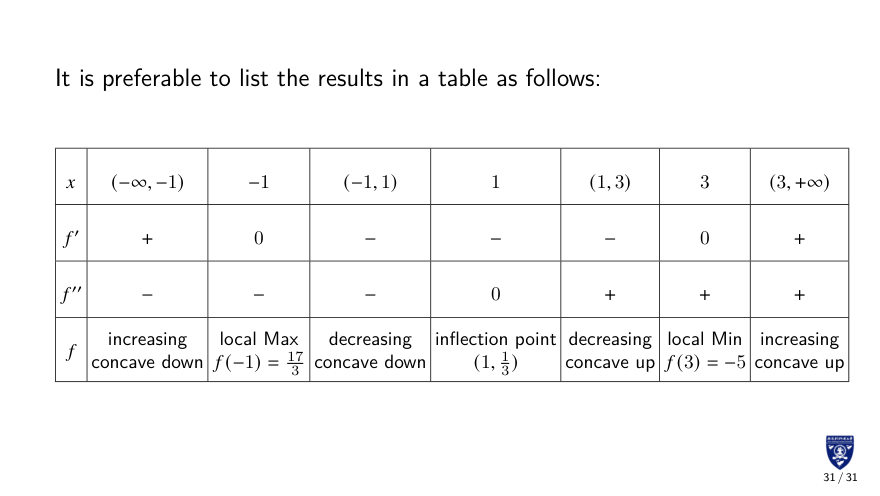 It is preferable to list the results in a table as follows:
x (−∞, −1) −1 (−1, 1) 1 (1, 3) 3 (3, +∞)
f′ + 0 − − − 0 +
f′′ − − − 0 + + +
f increasing concave down local Max f(−1) = 17/3 decreasing concave down inflection point (1, 1/3) decreasing concave up local Min f(3) = −5 increasing concave up
31 / 31